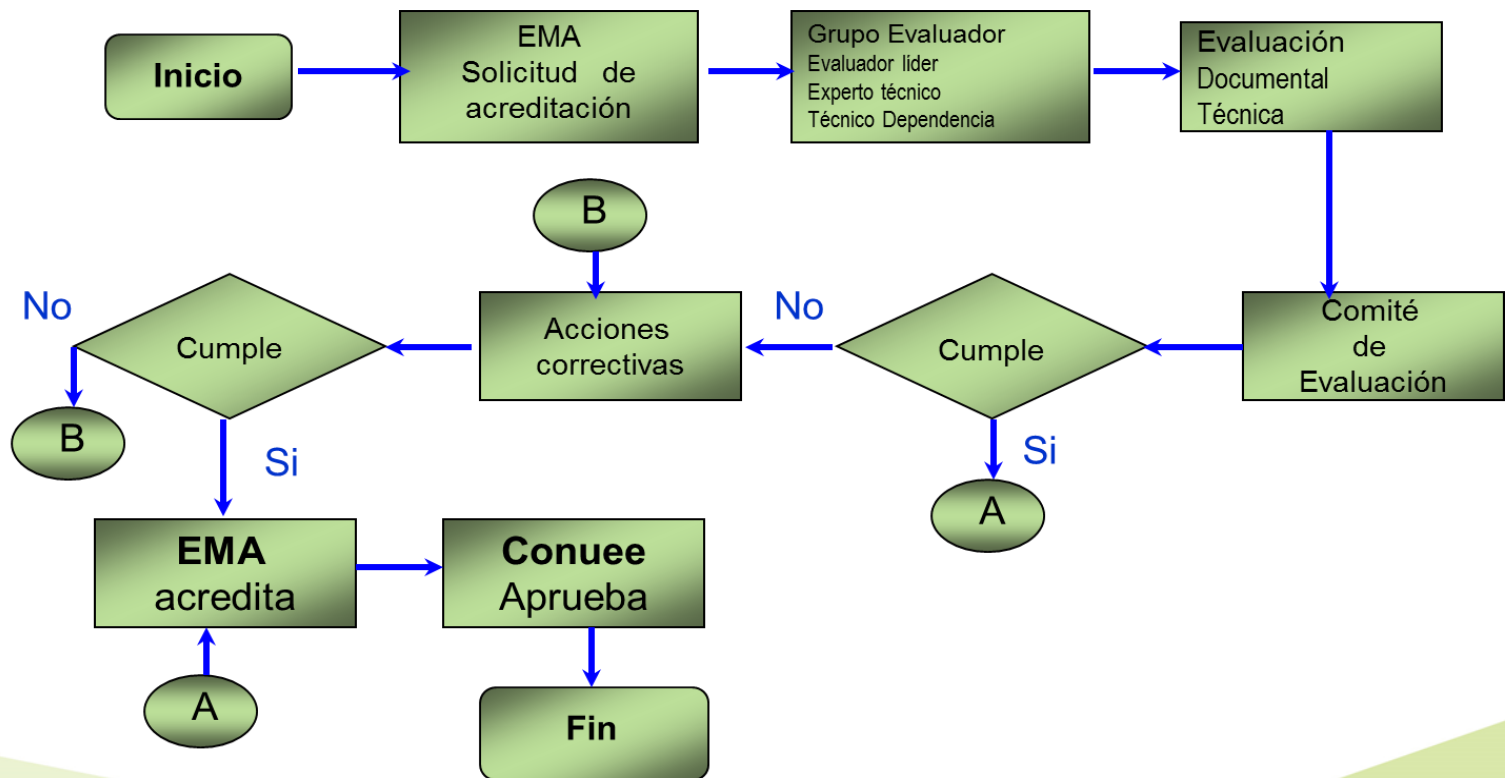 Inicio
EMA
Solicitud de
acreditación
Grupo Evaluador
Evaluador lider
Experto técnico
Técnico Dependencia
Evaluación
Documental
Técnica
B
No
Cumple
Acciones
correctivas
No
Cumple
Comité
de
Evaluación
B
Si
Si
A
EMA
acredita
Conuee
Aprueba
A
Fin